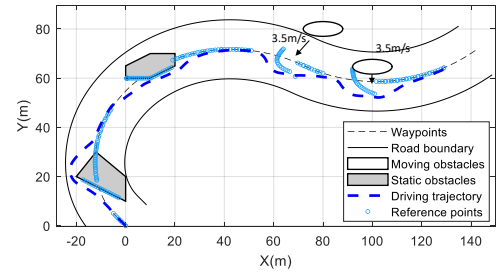 80
60
40
20
0
Y(m)
3.5m/s
3.5m/s
Waypoints
Road boundary
Moving obstacles
Static obstacles
Driving trajectory
Reference points
-20
0
20
40
60
80
100
120
140
X(m)